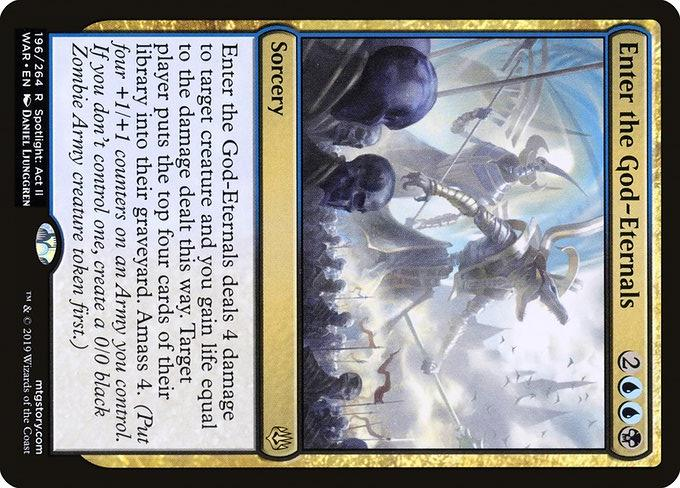 Enter the God-Eternals 2
Sorcery
Enter the God-Eternals deals 4 damage
to target creature and you gain life equal
to the damage dealt this way. Target
player puts the top four cards of their
library into their graveyard. Amass 4. (Put
four +1/+1 counters on an Army you control.
If you don't control one, create a 0/0 black
Zombie Army creature token first.)
196/264 R Spotlight: Act II
WAR • EN Daniel Ljunggren
mtgstory.com
™ & © 2019 Wizards of the Coast